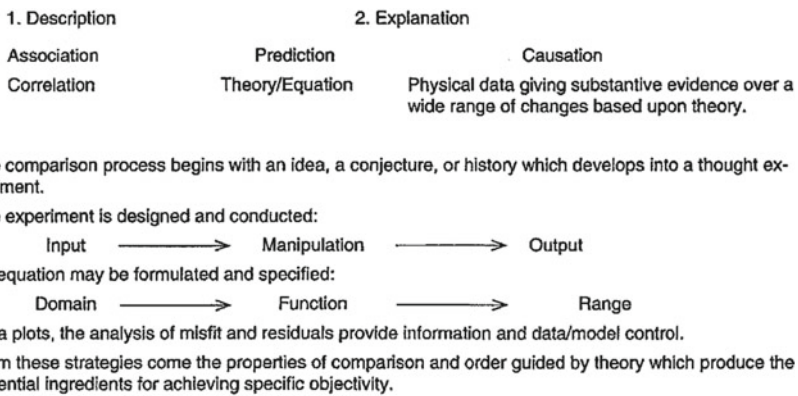 1. Description 2. Explanation
Association Prediction Causation
Correlation Theory/Equation Physical data giving substantive evidence over a
wide range of changes based upon theory.
comparison process begins with an idea, a conjecture, or history which develops into a thought ex-
ment.
experiment is designed and conducted:
Input → Manipulation → Output
equation may be formulated and specified:
Domain → Function → Range
a plots, the analysis of misfit and residuals provide information and data/model control.
m these strategies come the properties of comparison and order guided by theory which produce the
ential ingredients for achieving specific objectivity.